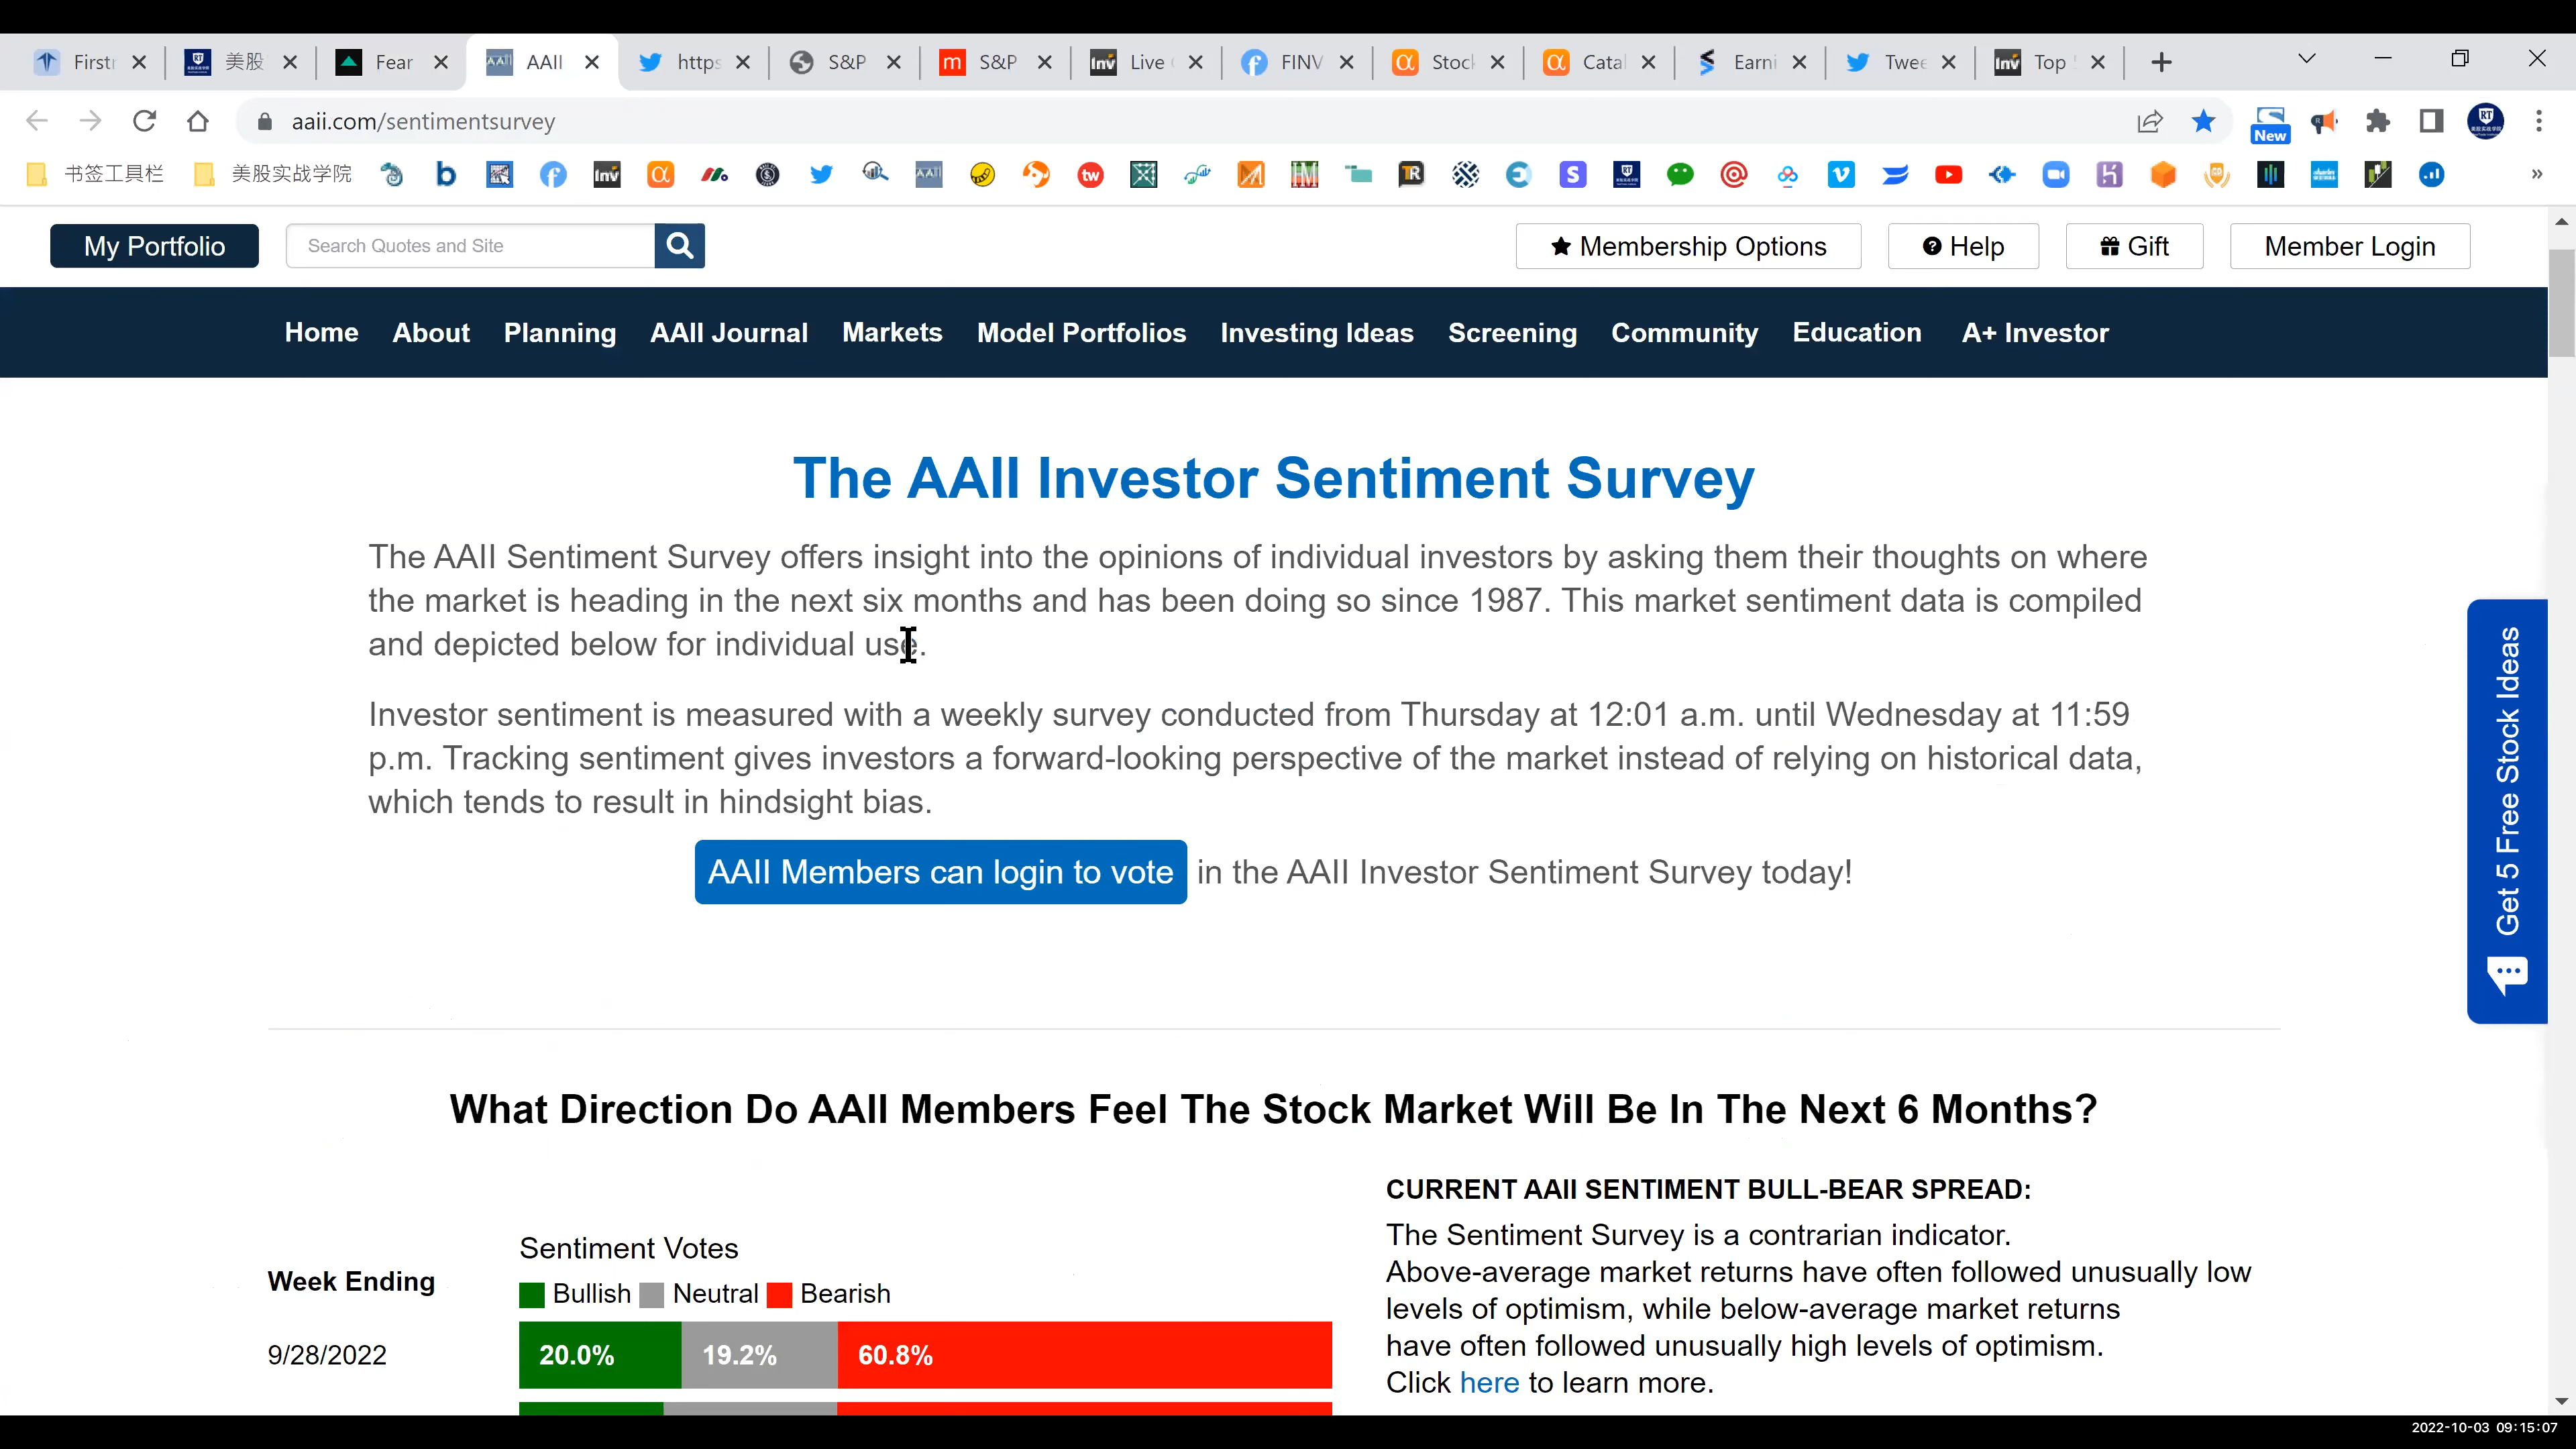 Firstr
美股
Fear
AAII
https
S&P
S&P
Live
FINV
Stock
Catal
Earni
Twee
Top
aaii.com/sentimentsurvey
New
书签工具栏
美股实战学院
My Portfolio
Search Quotes and Site
Membership Options
Help
Gift
Member Login
Home About Planning AAII Journal Markets Model Portfolios Investing Ideas Screening Community Education A+ Investor
The AAII Investor Sentiment Survey
The AAII Sentiment Survey offers insight into the opinions of individual investors by asking them their thoughts on where
the market is heading in the next six months and has been doing so since 1987. This market sentiment data is compiled
and depicted below for individual use.
Investor sentiment is measured with a weekly survey conducted from Thursday at 12:01 a.m. until Wednesday at 11:59
p.m. Tracking sentiment gives investors a forward-looking perspective of the market instead of relying on historical data,
which tends to result in hindsight bias.
AAII Members can login to vote in the AAII Investor Sentiment Survey today!
Get 5 Free Stock Ideas
What Direction Do AAII Members Feel The Stock Market Will Be In The Next 6 Months?
Week Ending
Sentiment Votes
Bullish Neutral Bearish
9/28/2022
20.0% 19.2% 60.8%
CURRENT AAII SENTIMENT BULL-BEAR SPREAD:
The Sentiment Survey is a contrarian indicator.
Above-average market returns have often followed unusually low
levels of optimism, while below-average market returns
have often followed unusually high levels of optimism.
Click here to learn more.
2022-10-03 09:15:07